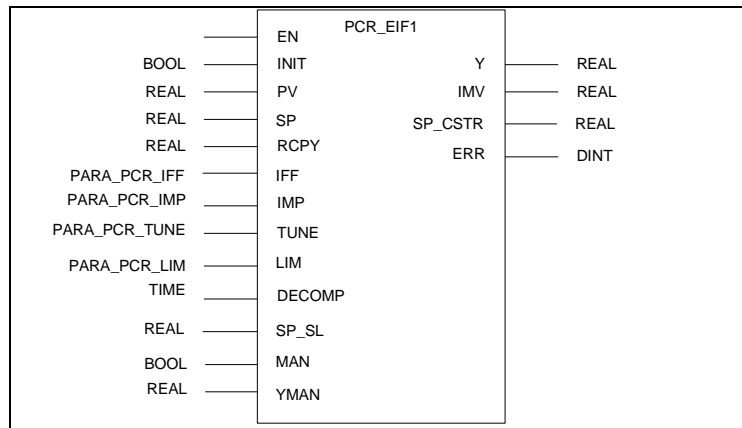 PCR_EIF1
EN
BOOL INIT Y REAL
REAL PV IMV REAL
REAL SP SP_CSTR REAL
REAL RCPY ERR DINT
PARA_PCR_IFF IFF
PARA_PCR_IMP IMP
PARA_PCR_TUNE TUNE
PARA_PCR_LIM LIM
TIME DECOMP
REAL SP_SL
BOOL MAN
REAL YMAN